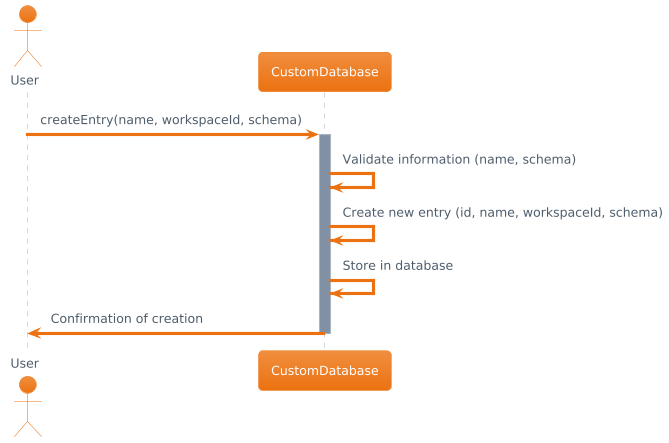 User
CustomDatabase
createEntry(name, workspaceId, schema)
Validate information (name, schema)
Create new entry (id, name, workspaceId, schema)
Store in database
Confirmation of creation
User
CustomDatabase